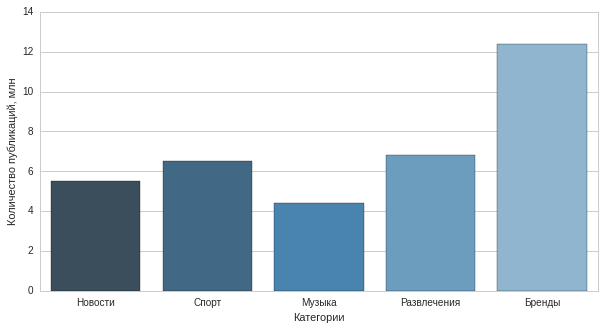 14
12
10
8
6
4
2
0
Количество публикаций, млн
Новости
Спорт
Музыка
Развлечения
Бренды
Категории